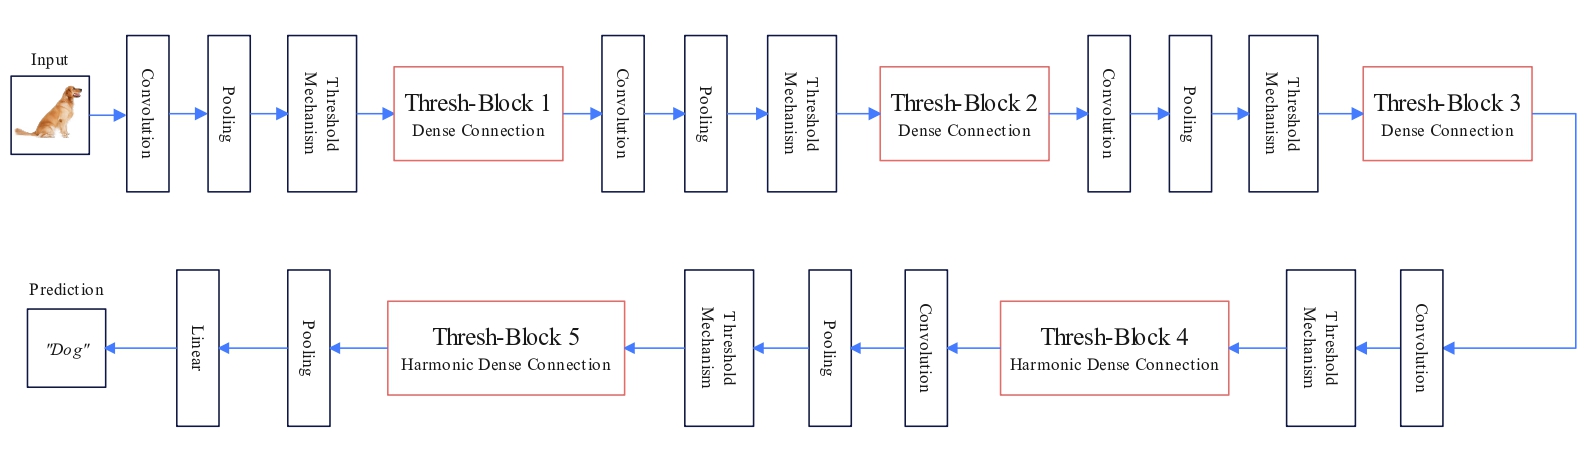 Input
Convolution
Pooling
Threshold
Mechanism
Thresh-Block 1
Dense Connection
Convolution
Pooling
Threshold
Mechanism
Thresh-Block 2
Dense Connection
Convolution
Pooling
Threshold
Mechanism
Thresh-Block 3
Dense Connection
Convolution
Threshold
Mechanism
Thresh-Block 4
Harmonic Dense Connection
Convolution
Pooling
Threshold
Mechanism
Thresh-Block 5
Harmonic Dense Connection
Pooling
Linear
Prediction
"Dog"